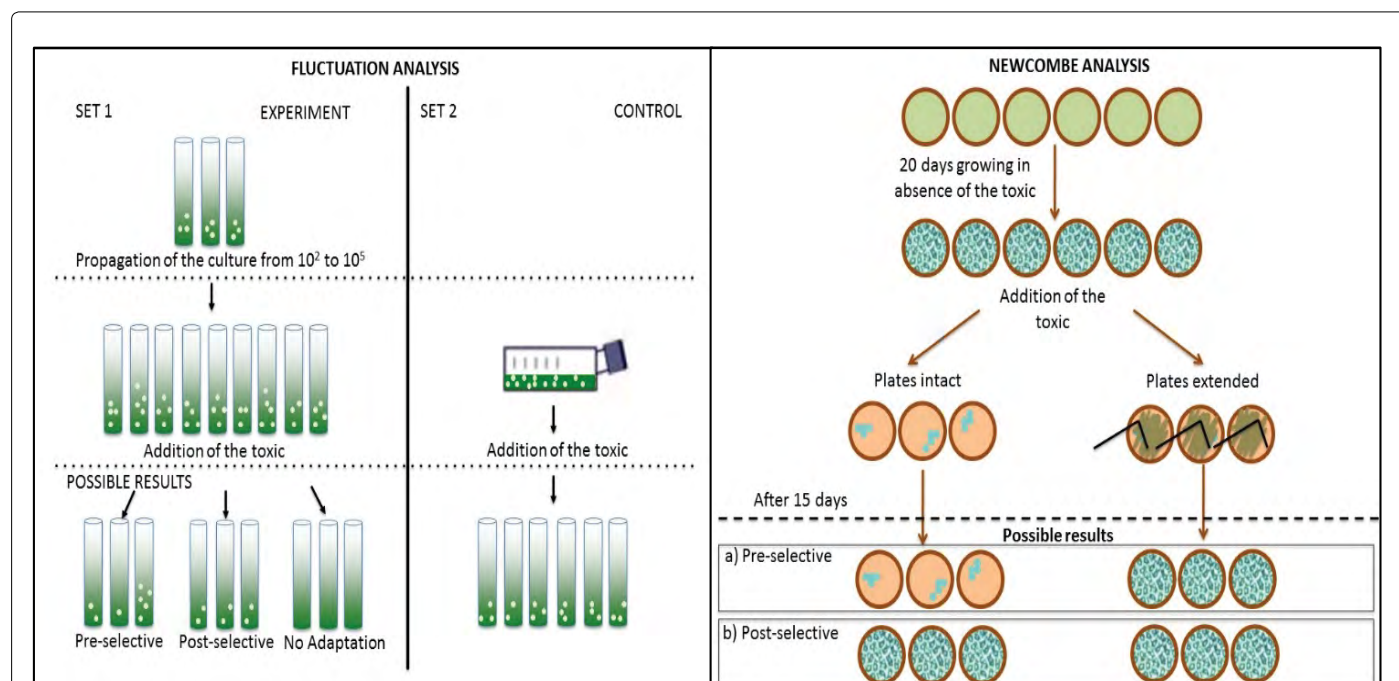 FLUCTUATION ANALYSIS
SET 1
EXPERIMENT
SET 2
CONTROL
Propagation of the culture from 10² to 10⁵
Addition of the toxic
Addition of the toxic
POSSIBLE RESULTS
Pre-selective
Post-selective
No Adaptation
NEWCOMBE ANALYSIS
20 days growing in
absence of the toxic
Addition of the
toxic
Plates intact
Plates extended
After 15 days
Possible results
a) Pre-selective
b) Post-selective